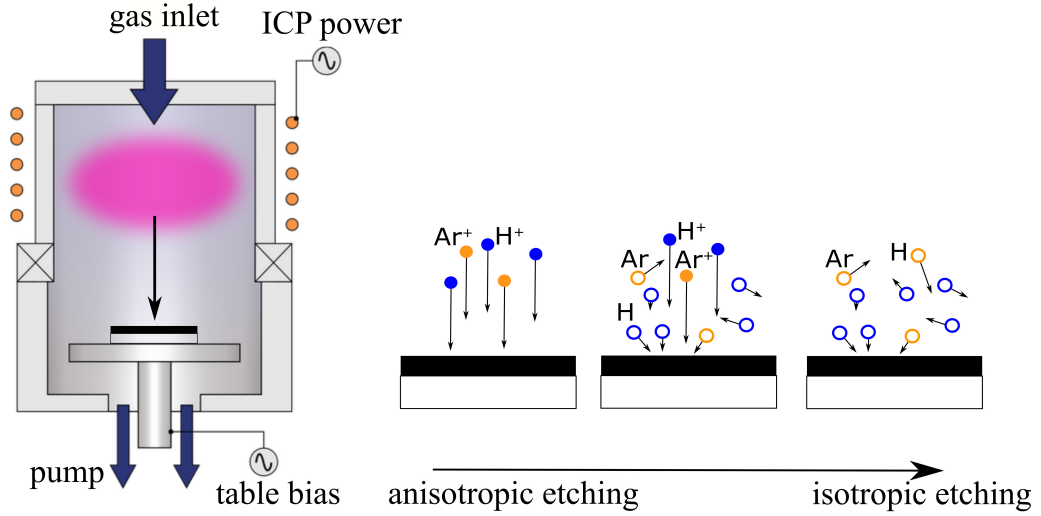 gas inlet
ICP power
pump
table bias
Ar⁺ H⁺
H⁺
Ar Ar⁺
H
Ar H
anisotropic etching
isotropic etching